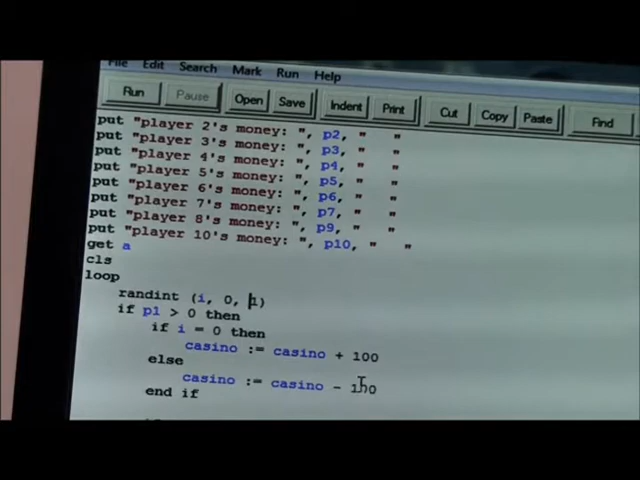 File Edit Search Mark Run Help
Run Pause Open Save Indent Print Cut Copy Paste Find
put "player 2's money: ", p2, " "
put "player 3's money: ", p3, " "
put "player 4's money: ", p4, " "
put "player 5's money: ", p5, " "
put "player 6's money: ", p6, " "
put "player 7's money: ", p7, " "
put "player 8's money: ", p9, " "
put "player 10's money: ", p10, " "
get a
cls
loop
randint (i, 0, 1)
if p1 > 0 then
if i = 0 then
casino := casino + 100
else
casino := casino - 100
end if